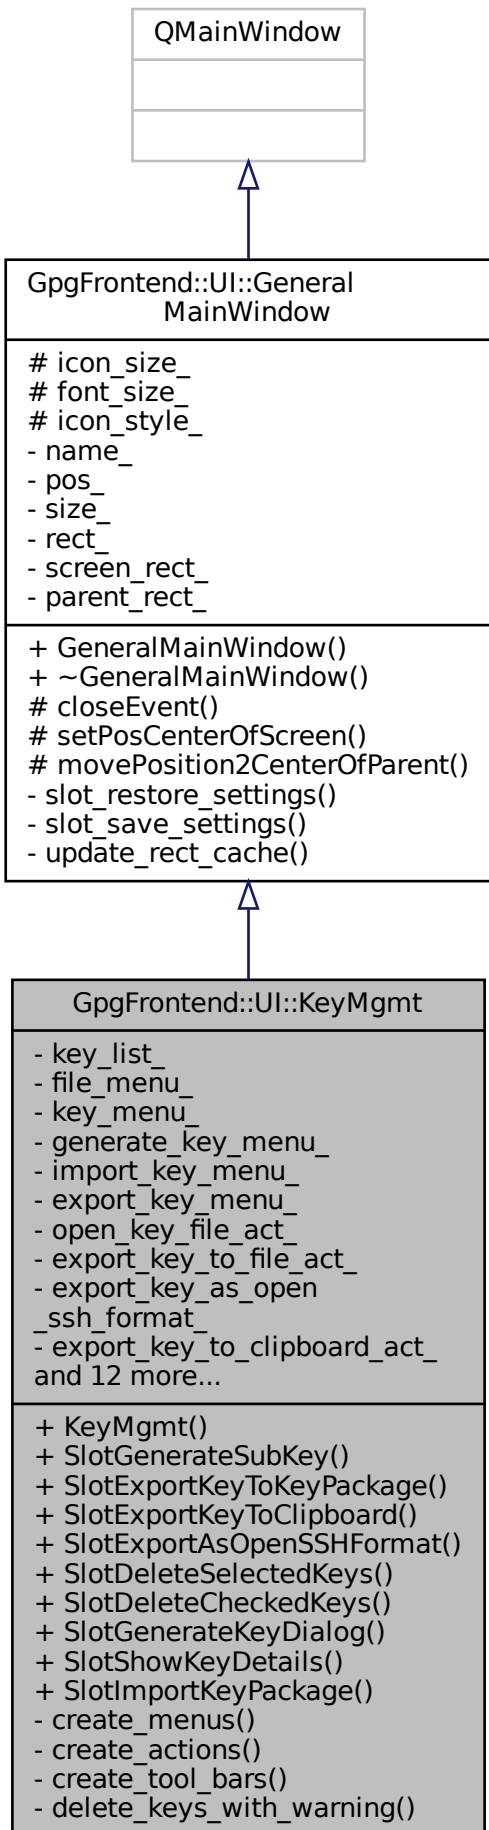 QMainWindow
GpgFrontend::UI::General
MainWindow
# icon_size_
# font_size_
# icon_style_
- name_
- pos_
- size_
- rect_
- screen_rect_
- parent_rect_
+ GeneralMainWindow()
+ ~GeneralMainWindow()
# closeEvent()
# setPosCenterOfScreen()
# movePosition2CenterOfParent()
- slot_restore_settings()
- slot_save_settings()
- update_rect_cache()
GpgFrontend::UI::KeyMgmt
- key_list_
- file_menu_
- key_menu_
- generate_key_menu_
- import_key_menu_
- export_key_menu_
- open_key_file_act_
- export_key_to_file_act_
- export_key_as_open
_ssh_format_
- export_key_to_clipboard_act_
and 12 more...
+ KeyMgmt()
+ SlotGenerateSubKey()
+ SlotExportKeyToKeyPackage()
+ SlotExportKeyToClipboard()
+ SlotExportAsOpenSSHFormat()
+ SlotDeleteSelectedKeys()
+ SlotDeleteCheckedKeys()
+ SlotGenerateKeyDialog()
+ SlotShowKeyDetails()
+ SlotImportKeyPackage()
- create_menus()
- create_actions()
- create_tool_bars()
- delete_keys_with_warning()